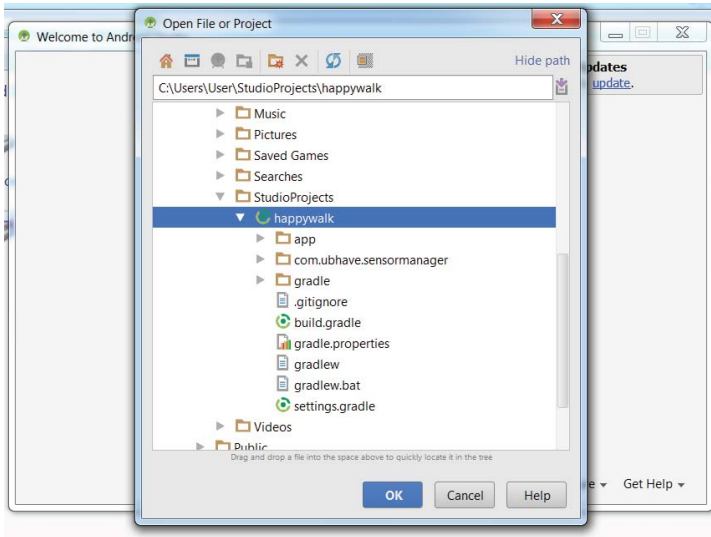 Open File or Project
Welcome to Andr
Hide path
pdates
update.
C:\Users\User\StudioProjects\happywalk
Music
Pictures
Saved Games
Searches
StudioProjects
happywalk
app
com.ubhave.sensormanager
gradle
.gitignore
build.gradle
gradle.properties
gradlew
gradlew.bat
settings.gradle
Videos
Public
Drag and drop a file into the space above to quickly locate it in the tree
OK
Cancel
Help
e
Get Help